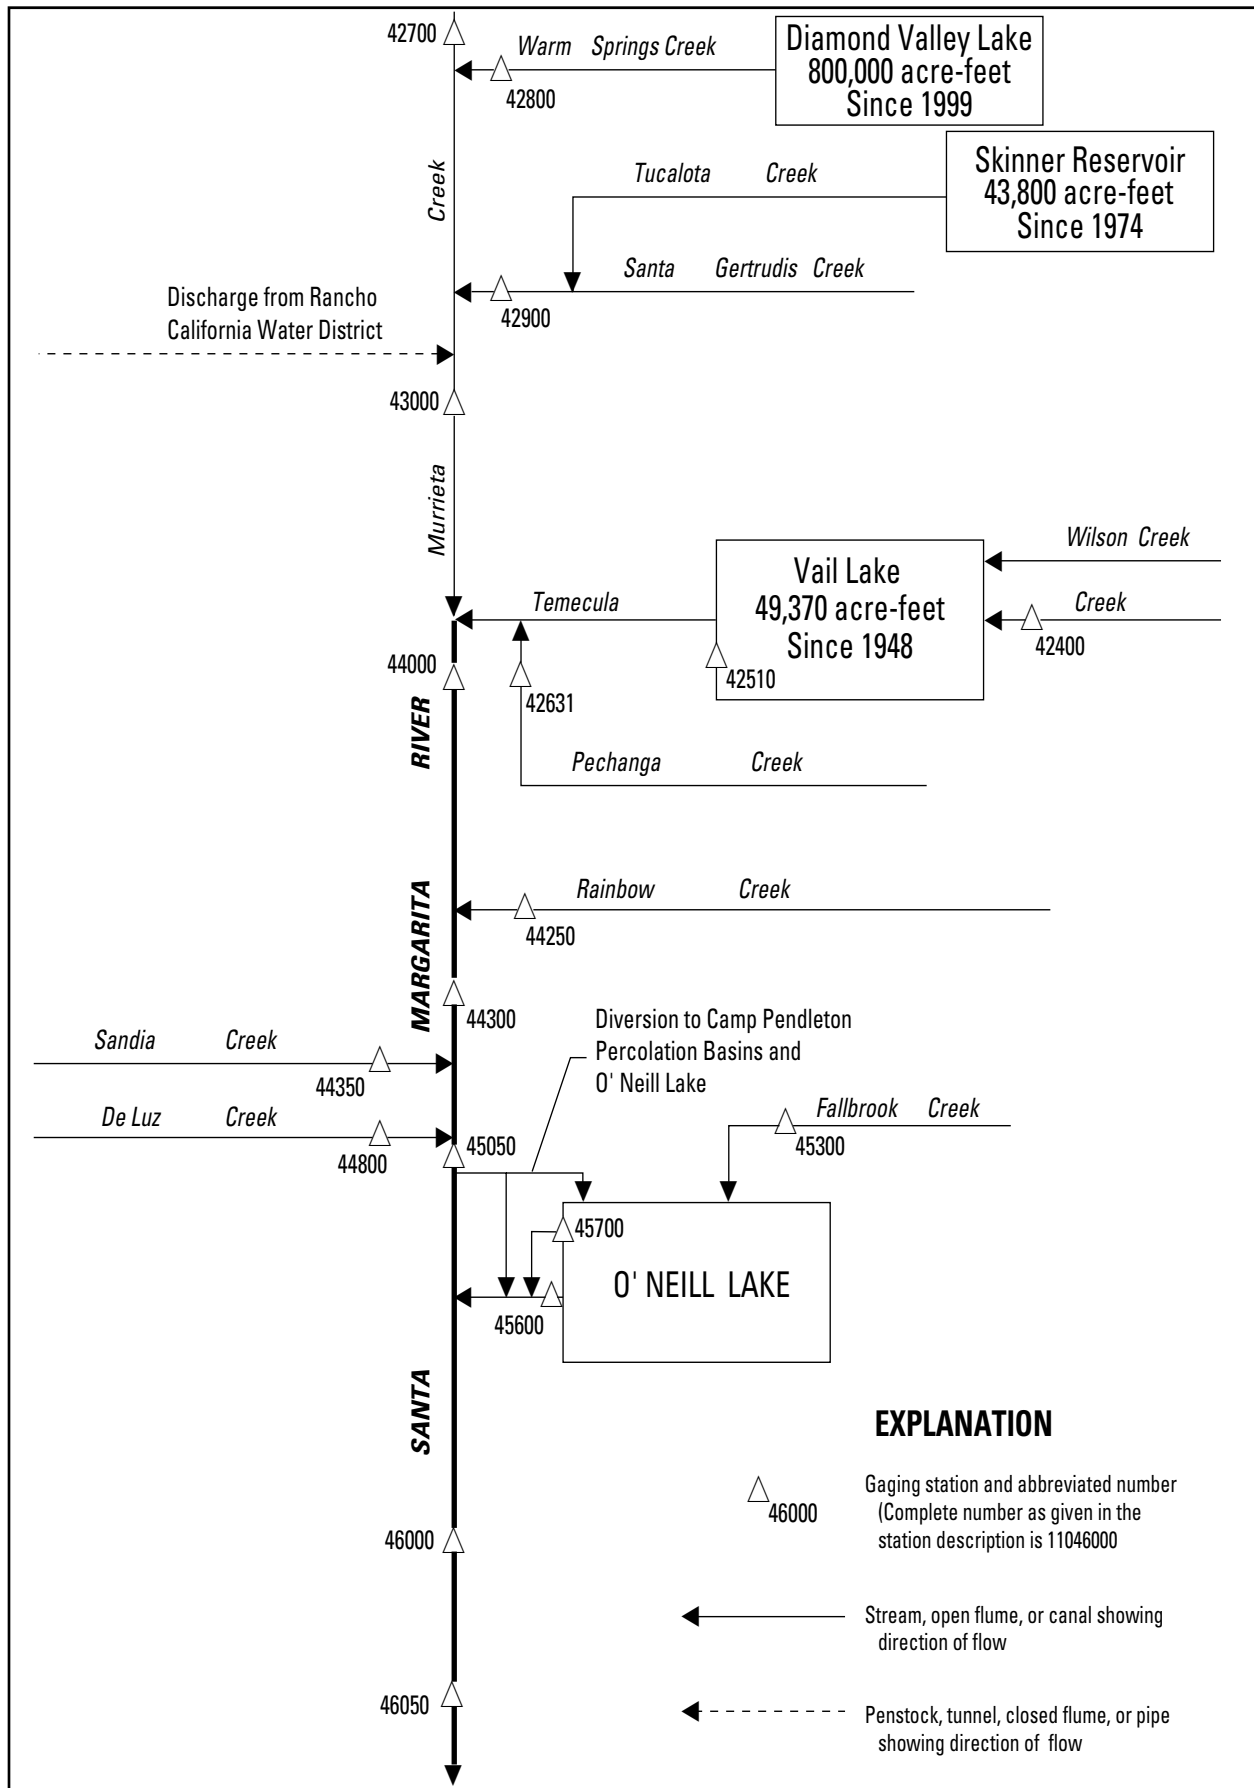 42700
Warm Springs Creek
42800
Diamond Valley Lake
800,000 acre-feet
Since 1999
Skinner Reservoir
43,800 acre-feet
Since 1974
Tucalota Creek
Creek
Santa Gertrudis Creek
42900
Discharge from Rancho
California Water District
43000
Murrieta
Wilson Creek
Vail Lake
49,370 acre-feet
Since 1948
Temecula
Creek
42400
42510
44000
42631
RIVER
Pechanga Creek
Rainbow Creek
44250
MARGARITA
44300
Diversion to Camp Pendleton
Percolation Basins and
O' Neill Lake
Sandia Creek
44350
De Luz Creek
44800
45050
Fallbrook Creek
45300
45700
O' NEILL LAKE
45600
SANTA
46000
46050
EXPLANATION
46000
Gaging station and abbreviated number
(Complete number as given in the
station description is 11046000
Stream, open flume, or canal showing
direction of flow
Penstock, tunnel, closed flume, or pipe
showing direction of flow